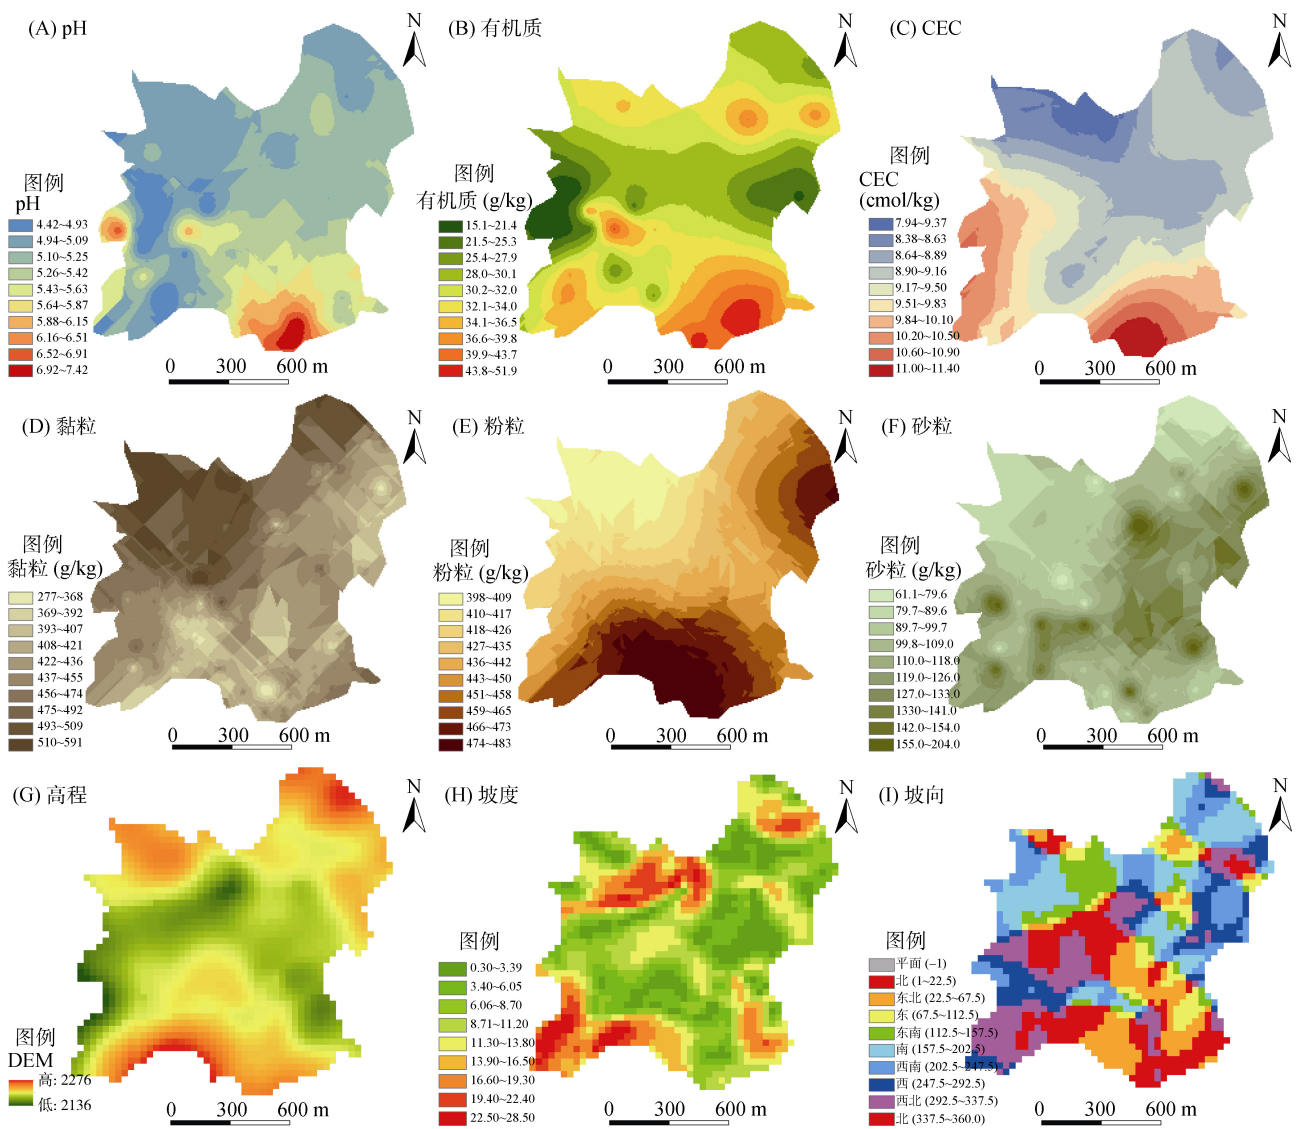 (A) pH
N
图例
pH
4.42~4.93
4.94~5.09
5.10~5.25
5.26~5.42
5.43~5.63
5.64~5.87
5.88~6.15
6.16~6.51
6.52~6.91
6.92~7.42
0 300 600 m
(B) 有机质
N
图例
有机质 (g/kg)
15.1~21.4
21.5~25.3
25.4~27.9
28.0~30.1
30.2~32.0
32.1~34.0
34.1~36.5
36.6~39.8
39.9~43.7
43.8~51.9
0 300 600 m
(C) CEC
N
图例
CEC
(cmol/kg)
7.94~9.37
8.38~8.63
8.64~8.89
8.90~9.16
9.17~9.50
9.51~9.83
9.84~10.10
10.20~10.50
10.60~10.90
11.00~11.40
0 300 600 m
(D) 黏粒
N
图例
黏粒 (g/kg)
277~368
369~392
393~407
408~421
422~436
437~455
456~474
475~492
493~509
510~591
0 300 600 m
(E) 粉粒
N
图例
粉粒 (g/kg)
398~409
410~417
418~426
427~435
436~442
443~450
451~458
459~465
466~473
474~483
0 300 600 m
(F) 砂粒
N
图例
砂粒 (g/kg)
61.1~79.6
79.7~89.6
89.7~99.7
99.8~109.0
110.0~118.0
119.0~126.0
127.0~133.0
1330~141.0
142.0~154.0
155.0~204.0
0 300 600 m
(G) 高程
N
图例
DEM
高: 2276
低: 2136
0 300 600 m
(H) 坡度
N
图例
0.30~3.39
3.40~6.05
6.06~8.70
8.71~11.20
11.30~13.80
13.90~16.50
16.60~19.30
19.40~22.40
22.50~28.50
0 300 600 m
(I) 坡向
N
图例
平面 (–1)
北 (1~22.5)
东北 (22.5~67.5)
东 (67.5~112.5)
东南 (112.5~157.5)
南 (157.5~202.5)
西南 (202.5~247.5)
西 (247.5~292.5)
西北 (292.5~337.5)
北 (337.5~360.0)
0 300 600 m